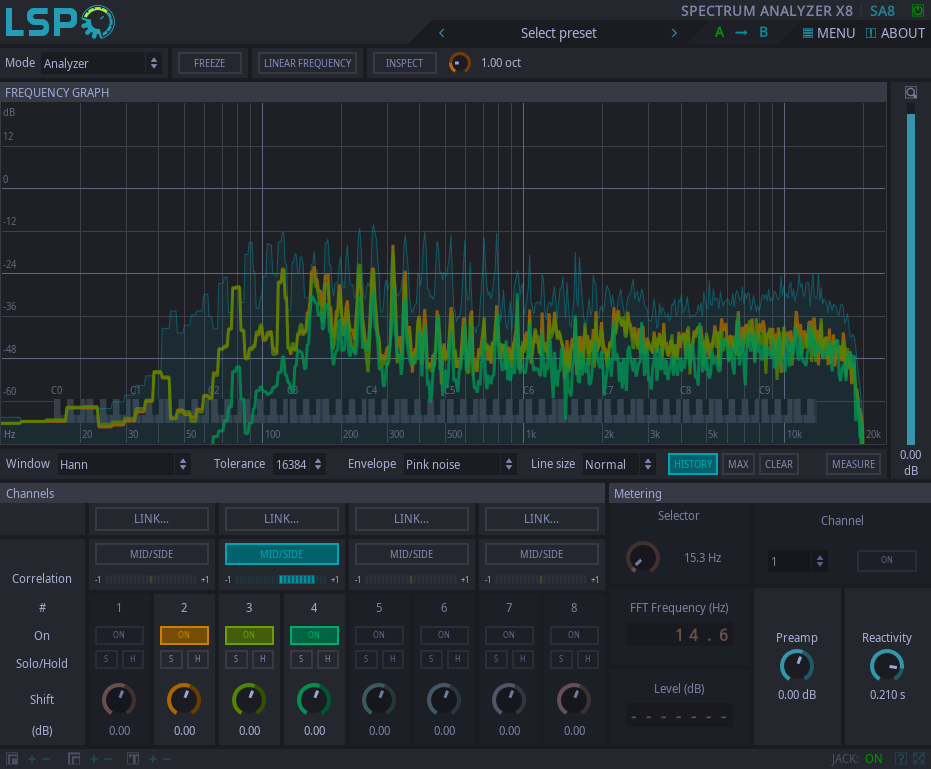 LSP
SPECTRUM ANALYZER X8 SA8
Select preset A → B MENU ABOUT
Mode Analyzer FREEZE LINEAR FREQUENCY INSPECT 1.00 oct
FREQUENCY GRAPH
dB
12
0
-12
-24
-36
-48
-60
C0 C1 C2 C3 C4 C5 C6 C7 C8 C9
Hz 20 30 50 100 200 300 500 1k 2k 3k 5k 10k 20k
0.00
dB
Window Hann Tolerance 16384 Envelope Pink noise Line size Normal HISTORY MAX CLEAR MEASURE
Channels
LINK... LINK... LINK... LINK...
MID/SIDE MID/SIDE MID/SIDE MID/SIDE
Correlation -1 +1 -1 +1 -1 +1 -1 +1
# 1 2 3 4 5 6 7 8
On ON ON ON ON ON ON ON ON
Solo/Hold S H S H S H S H S H S H S H S H
Shift
(dB) 0.00 0.00 0.00 0.00 0.00 0.00 0.00 0.00
Metering
Selector
15.3 Hz
Channel
1 ON
FFT Frequency (Hz)
14.6
Level (dB)
-------
Preamp
0.00 dB
Reactivity
0.210 s
JACK: ON